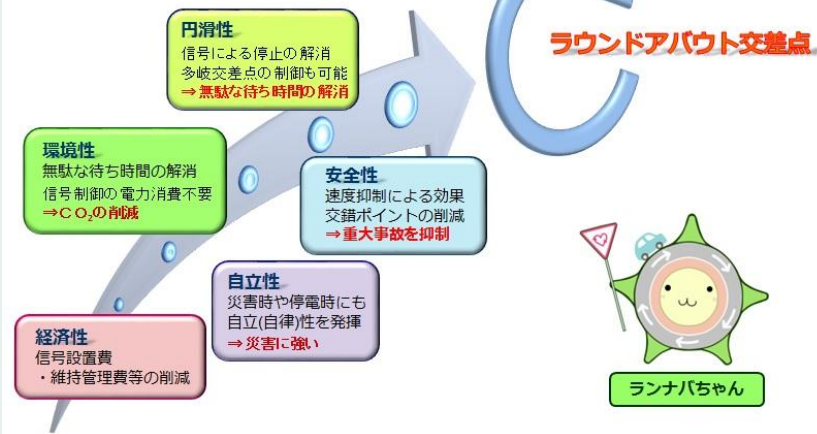 ラウンドアバウト交差点
円滑性
信号による停止の解消
多岐交差点の制御も可能
⇒無駄な待ち時間の解消
環境性
無駄な待ち時間の解消
信号制御の電力消費不要
⇒ＣＯ₂の削減
安全性
速度抑制による効果
交錯ポイントの削減
⇒重大事故を抑制
自立性
災害時や停電時にも
自立(自律)性を発揮
⇒災害に強い
経済性
信号設置費
・維持管理費等の削減
ランナバちゃん